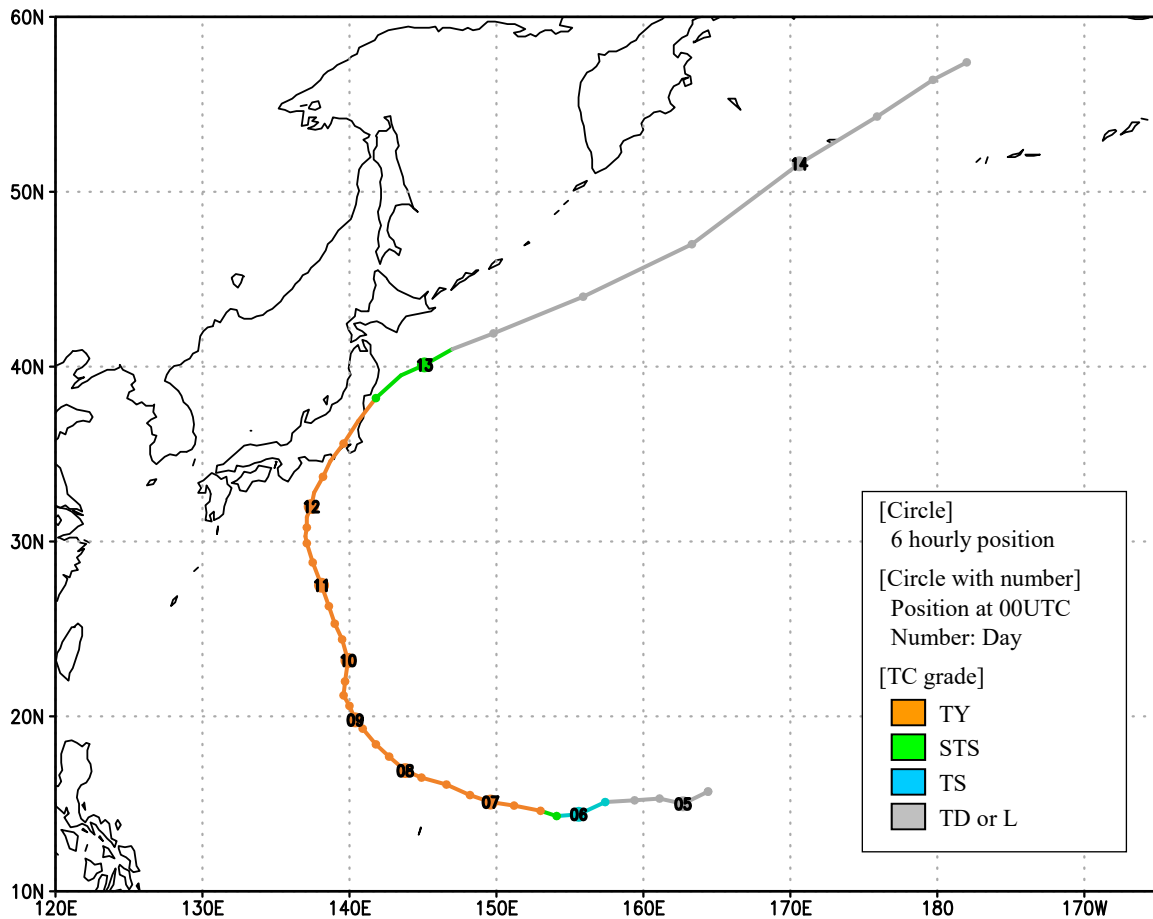 60N
50N
40N
30N
20N
10N
120E 130E 140E 150E 160E 170E 180 170W
14
13
12
11
10
09
08
07
06
05
[Circle]
6 hourly position
[Circle with number]
Position at 00UTC
Number: Day
[TC grade]
TY
STS
TS
TD or L